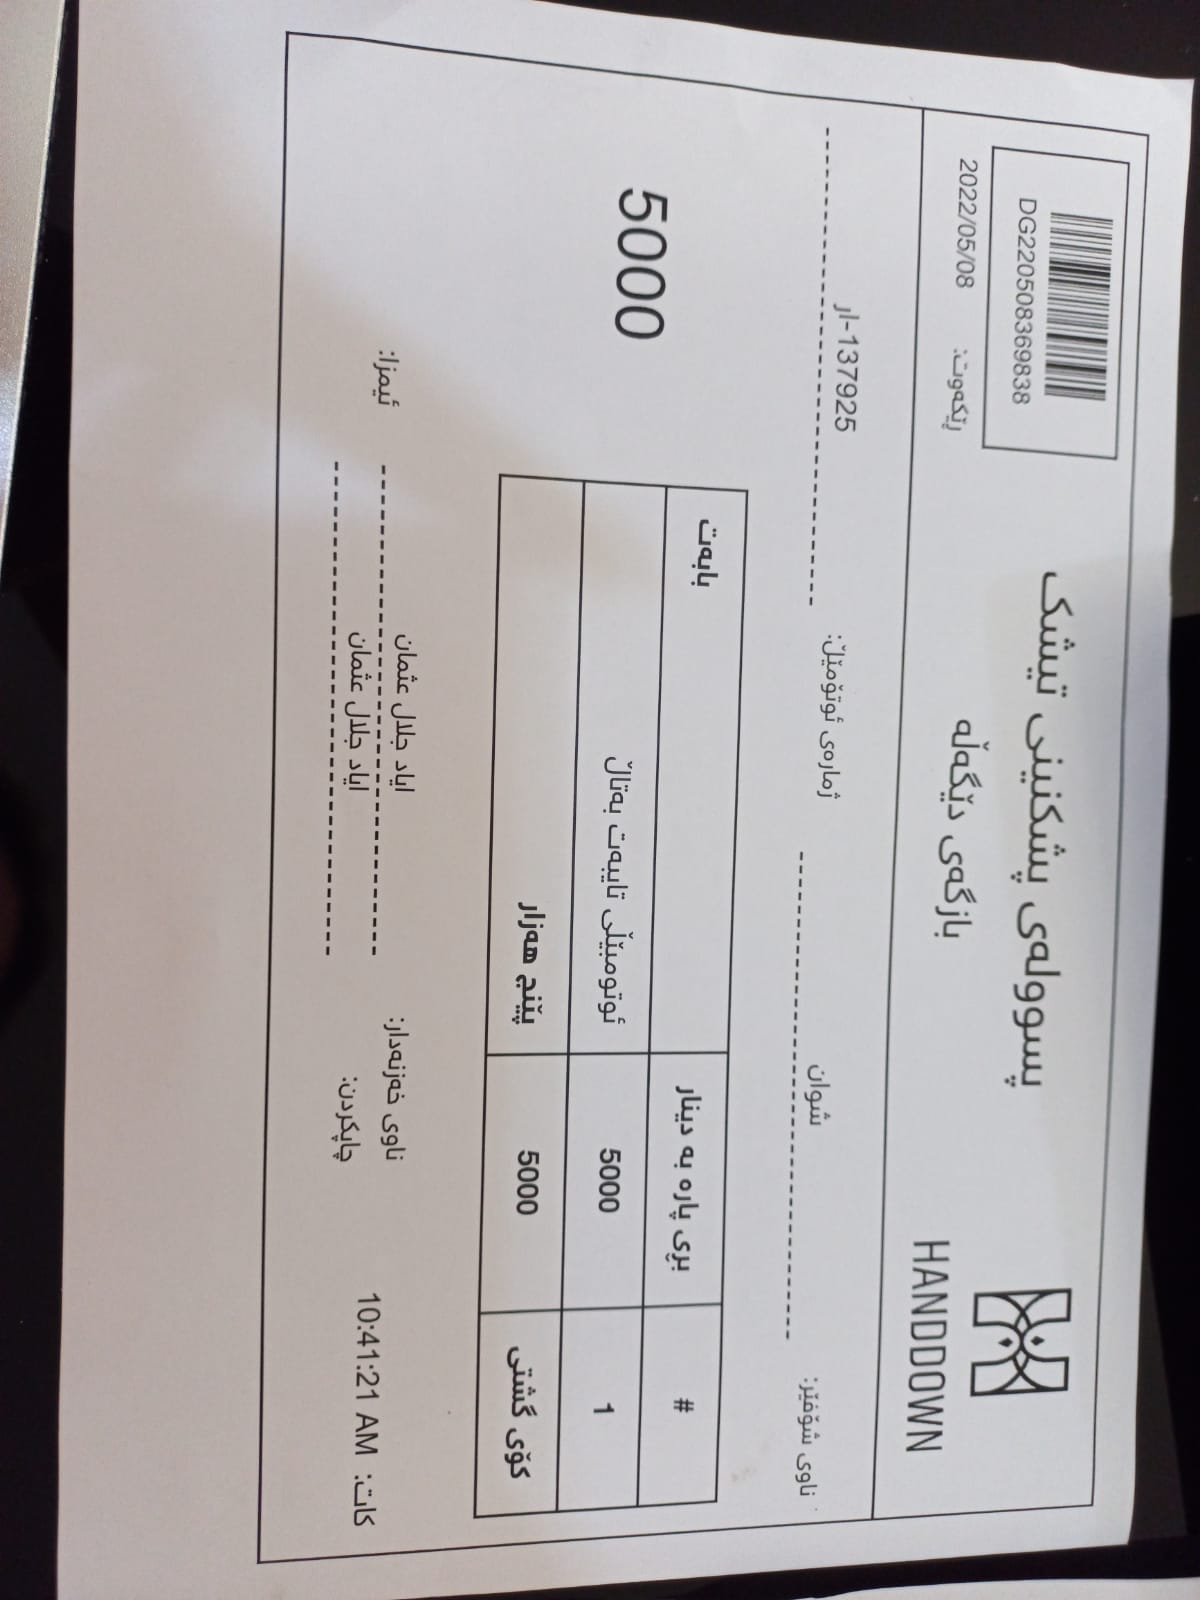 پسوولەی پشکنینی تیشک
بازگەی دێگەڵە
HANDDOWN
DG220508369838
ڕێکەوت: 2022/05/08
ناوی شۆفێر: شوان
ژمارەی ئوتۆمێڵ: 137925-ار
# بڕی پارە بە دینار بابەت
1 5000 ئوتومبێلی تایبەت بەتاڵ
کۆی گشتی 5000 پێنج هەزار
5000
کات: 10:41:21 AM
ناوی خەزنەدار: ایاد جلال عثمان
چاپکردن: ایاد جلال عثمان
ئیمزا: